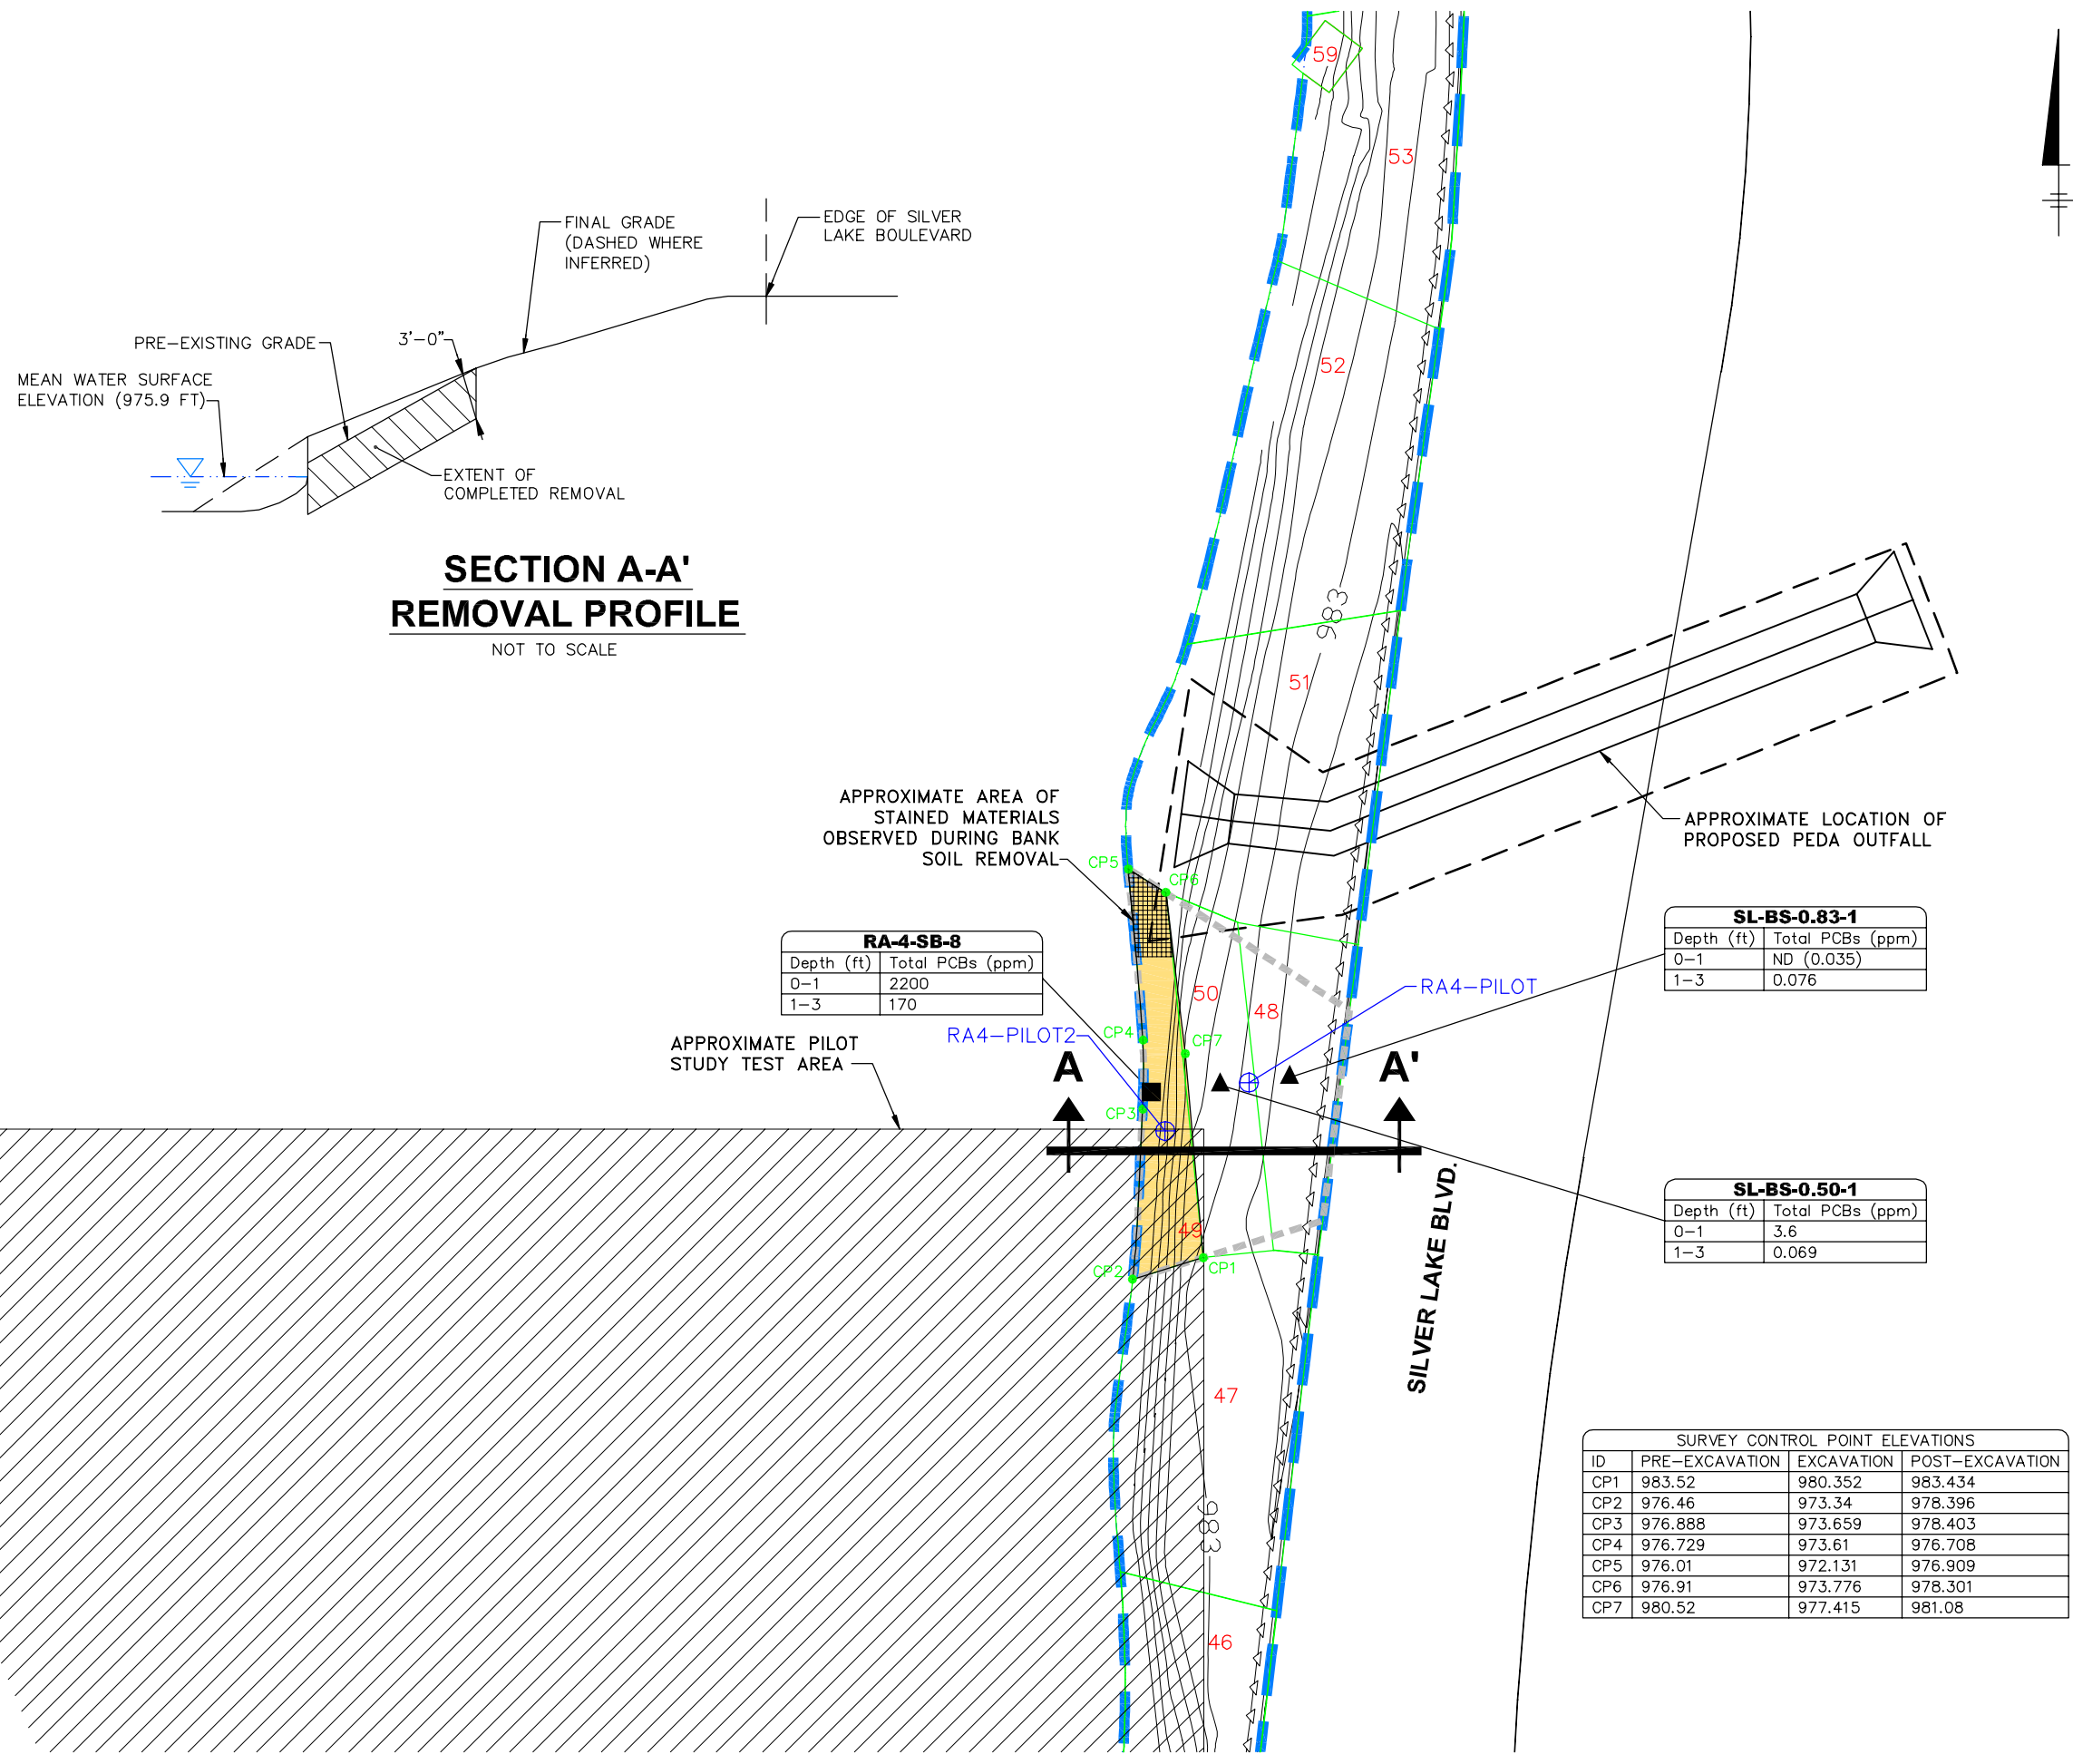 59
53
FINAL GRADE
(DASHED WHERE
INFERRED)
EDGE OF SILVER
LAKE BOULEVARD
PRE-EXISTING GRADE
3'-0"
MEAN WATER SURFACE
ELEVATION (975.9 FT)
52
EXTENT OF
COMPLETED REMOVAL
SECTION A-A'
REMOVAL PROFILE
NOT TO SCALE
983
51
APPROXIMATE AREA OF
STAINED MATERIALS
OBSERVED DURING BANK
SOIL REMOVAL
APPROXIMATE LOCATION OF
PROPOSED PEDA OUTFALL
CP5
CP6
SL-BS-0.83-1
Depth (ft) Total PCBs (ppm)
0-1 ND (0.035)
1-3 0.076
RA-4-SB-8
Depth (ft) Total PCBs (ppm)
0-1 2200
1-3 170
50
48
RA4-PILOT
CP4
RA4-PILOT2
CP7
APPROXIMATE PILOT
STUDY TEST AREA
A
A'
CP3
SL-BS-0.50-1
Depth (ft) Total PCBs (ppm)
0-1 3.6
1-3 0.069
49
CP2
CP1
SILVER LAKE BLVD.
47
983
46
SURVEY CONTROL POINT ELEVATIONS
ID PRE-EXCAVATION EXCAVATION POST-EXCAVATION
CP1 983.52 980.352 983.434
CP2 976.46 973.34 978.396
CP3 976.888 973.659 978.403
CP4 976.729 973.61 976.708
CP5 976.01 972.131 976.909
CP6 976.91 973.776 978.301
CP7 980.52 977.415 981.08